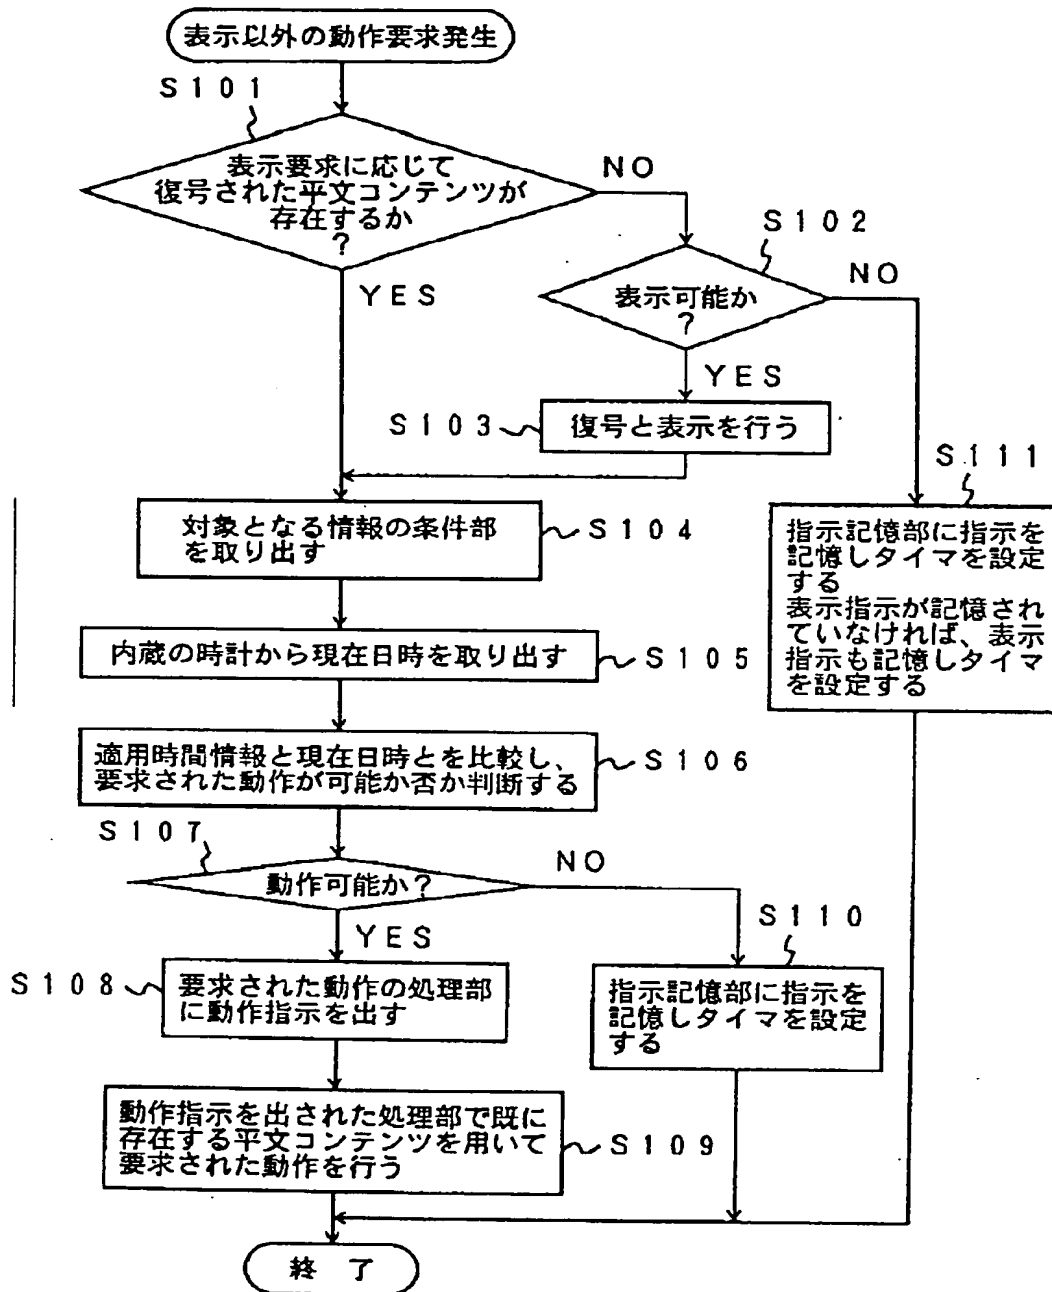 表示以外の動作要求発生
S101
表示要求に応じて
復号された平文コンテンツが
存在するか
?
NO
YES
S102
表示可能か
?
NO
YES
S103
復号と表示を行う
S111
指示記憶部に指示を
記憶しタイマを設定
する
表示指示が記憶され
ていなければ、表示
指示も記憶しタイマ
を設定する
対象となる情報の条件部
を取り出す
S104
内蔵の時計から現在日時を取り出す
S105
適用時間情報と現在日時とを比較し、
要求された動作が可能か否か判断する
S106
S107
動作可能か?
NO
YES
S110
指示記憶部に指示を
記憶しタイマを設定
する
S108
要求された動作の処理部
に動作指示を出す
動作指示を出された処理部で既に
存在する平文コンテンツを用いて
要求された動作を行う
S109
終 了